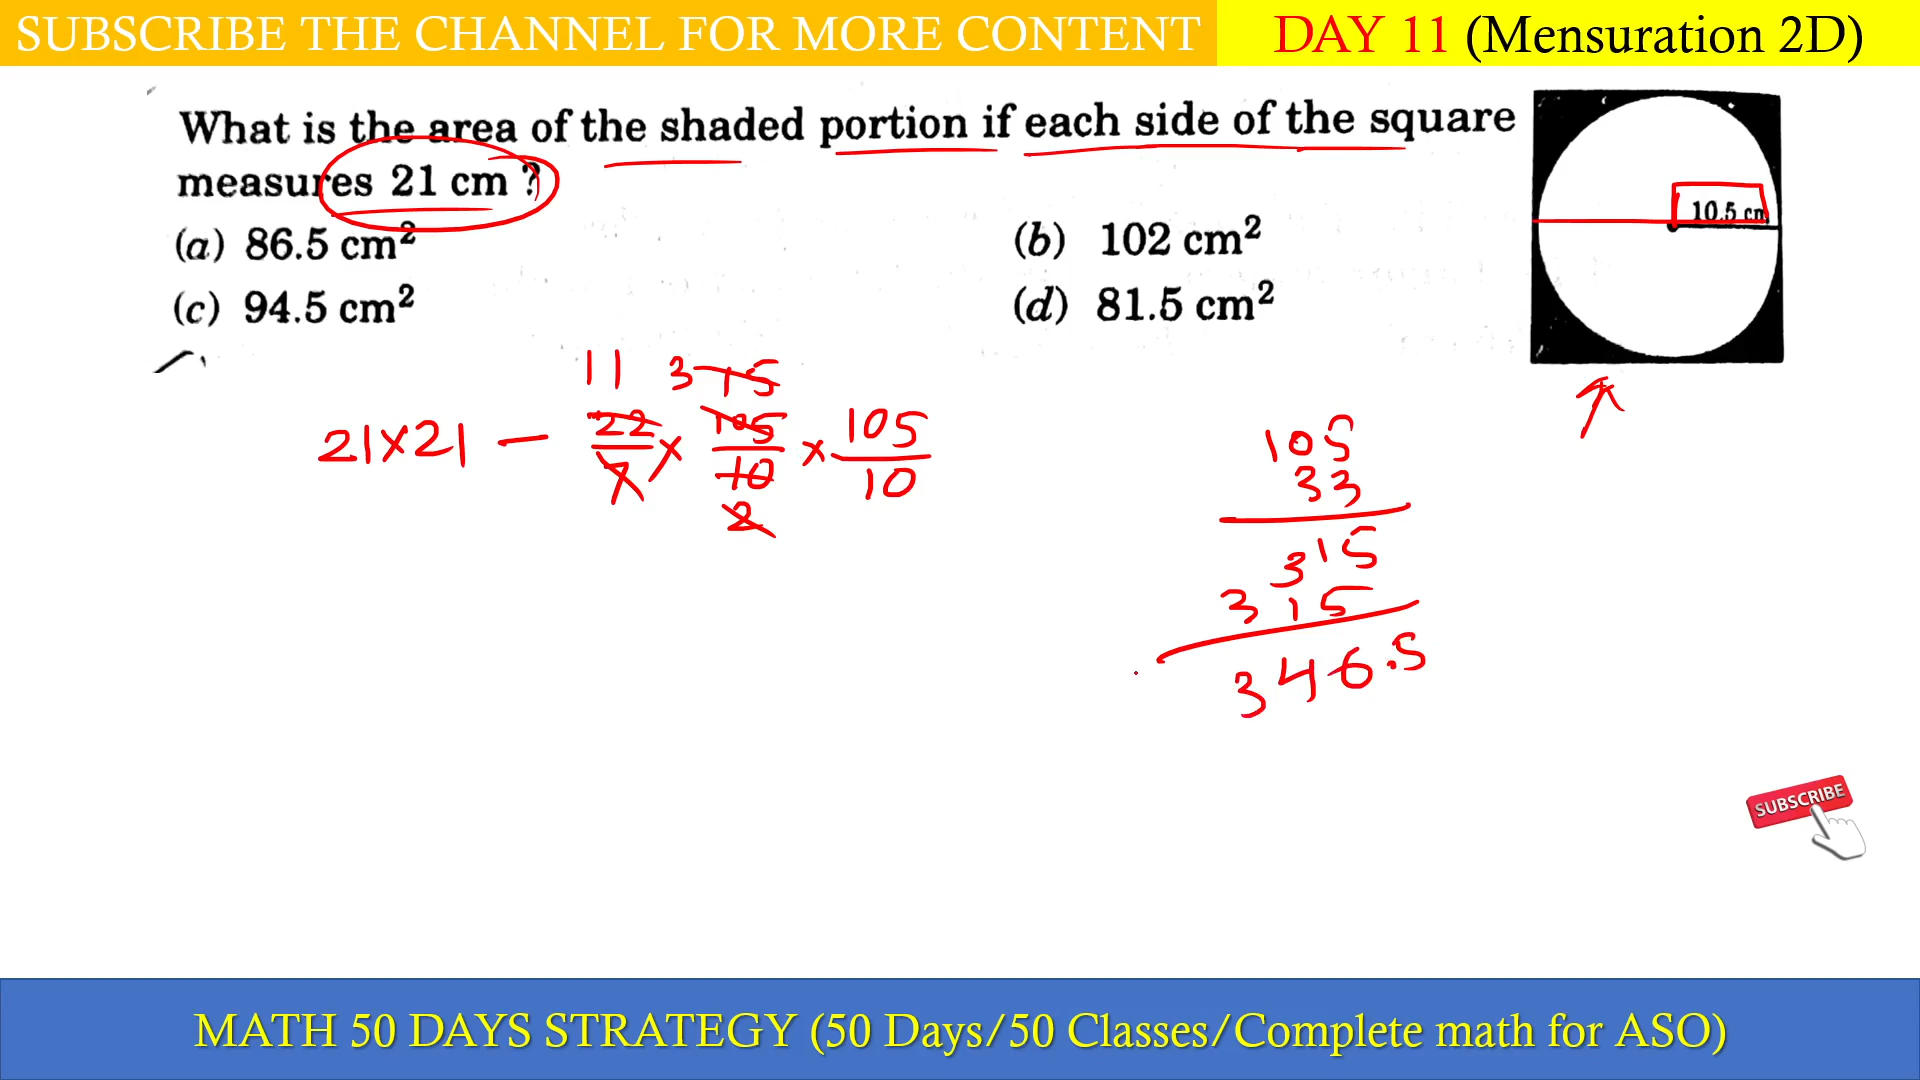 SUBSCRIBE THE CHANNEL FOR MORE CONTENT
DAY 11 (Mensuration 2D)
What is the area of the shaded portion if each side of the square
measures 21 cm ?
(a) 86.5 cm²
(b) 102 cm²
(c) 94.5 cm²
(d) 81.5 cm²
10.5 cm
11 3 15
21×21 — 22/7 × 105/10 × 105/10
2
105
33
315
315
346.5
SUBSCRIBE
MATH 50 DAYS STRATEGY (50 Days/50 Classes/Complete math for ASO)